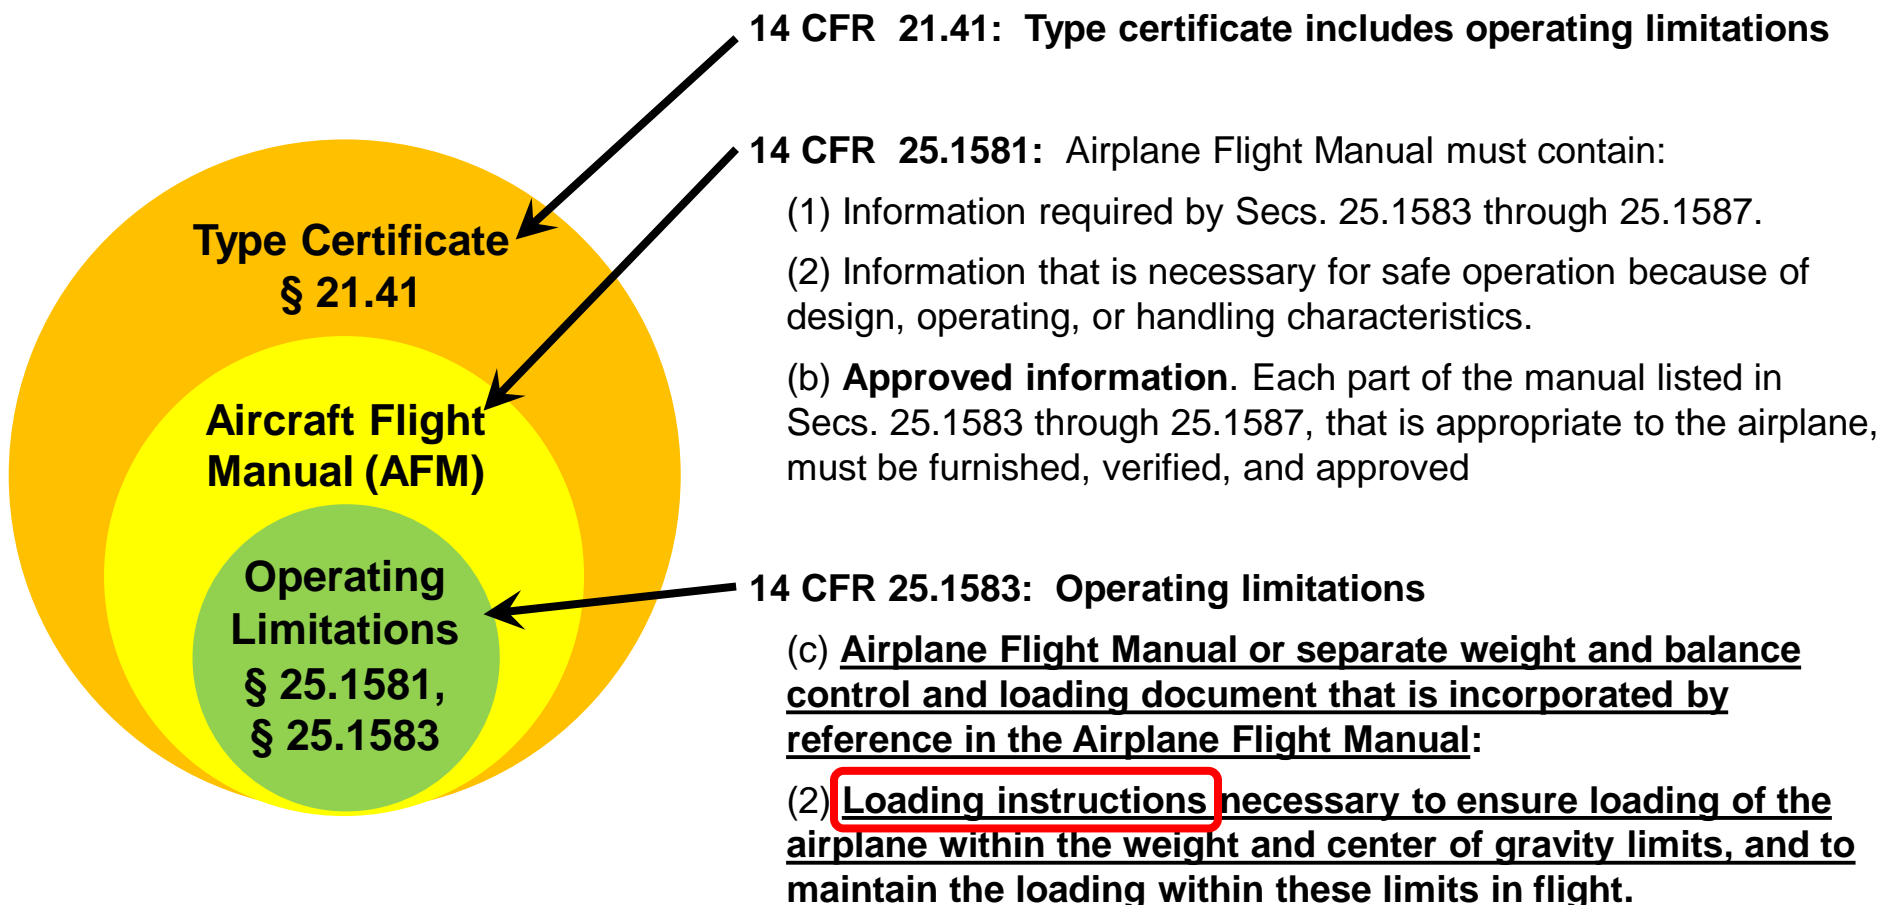 14 CFR  21.41:  Type certificate includes operating limitations
14 CFR  25.1581:  Airplane Flight Manual must contain:
(1) Information required by Secs. 25.1583 through 25.1587.
(2) Information that is necessary for safe operation because of
design, operating, or handling characteristics.
(b) Approved information. Each part of the manual listed in
Secs. 25.1583 through 25.1587, that is appropriate to the airplane,
must be furnished, verified, and approved
14 CFR 25.1583:  Operating limitations
(c) Airplane Flight Manual or separate weight and balance
control and loading document that is incorporated by
reference in the Airplane Flight Manual:
(2) Loading instructions necessary to ensure loading of the
airplane within the weight and center of gravity limits, and to
maintain the loading within these limits in flight.
Type Certificate
§ 21.41
Aircraft Flight
Manual (AFM)
Operating
Limitations
§ 25.1581,
§ 25.1583